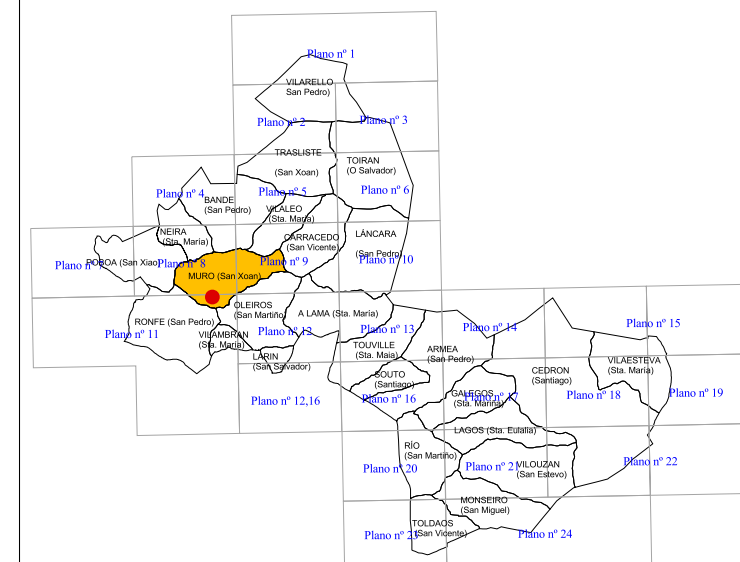 Plano nº 1
VILARELLO
San Pedro)
Plano nº 2
Plano nº 3
TRASLISTE
(San Xoan)
TOIRAN
(O Salvador)
Plano nº 4
Plano nº 5
Plano nº 6
BANDE
(San Pedro)
VILALEO
(Sta. María)
NEIRA
(Sta. María)
CARRACEDO
(San Vicente)
LÁNCARA
(San Pedro)
Plano nº
POBOA (San Xiao)
Plano nº 8
Plano nº 9
Plano nº 10
MURO (San Xoan)
OLEIROS
(San Martiño)
A LAMA (Sta. María)
RONFE (San Pedro)
Plano nº 11
VILAMBRAN
(Sta. María)
Plano nº 12
Plano nº 13
Plano nº 14
Plano nº 15
LARIN
(San Salvador)
TOUVILLE
(Sta. Maia)
ARMEA
(San Pedro)
VILAESTEVA
(Sta. María)
CEDRON
(Santiago)
SOUTO
(Santiago)
Plano nº 12,16
Plano nº 16
GALEGOS
(Sta. Mariña)
Plano nº 17
Plano nº 18
Plano nº 19
LAGOS (Sta. Eulalia)
RÍO
(San Martiño)
Plano nº 20
Plano nº 21
VILOUZAN
(San Estevo)
Plano nº 22
MONSEIRO
(San Miguel)
TOLDAOS
(San Vicente)
Plano nº 23
Plano nº 24